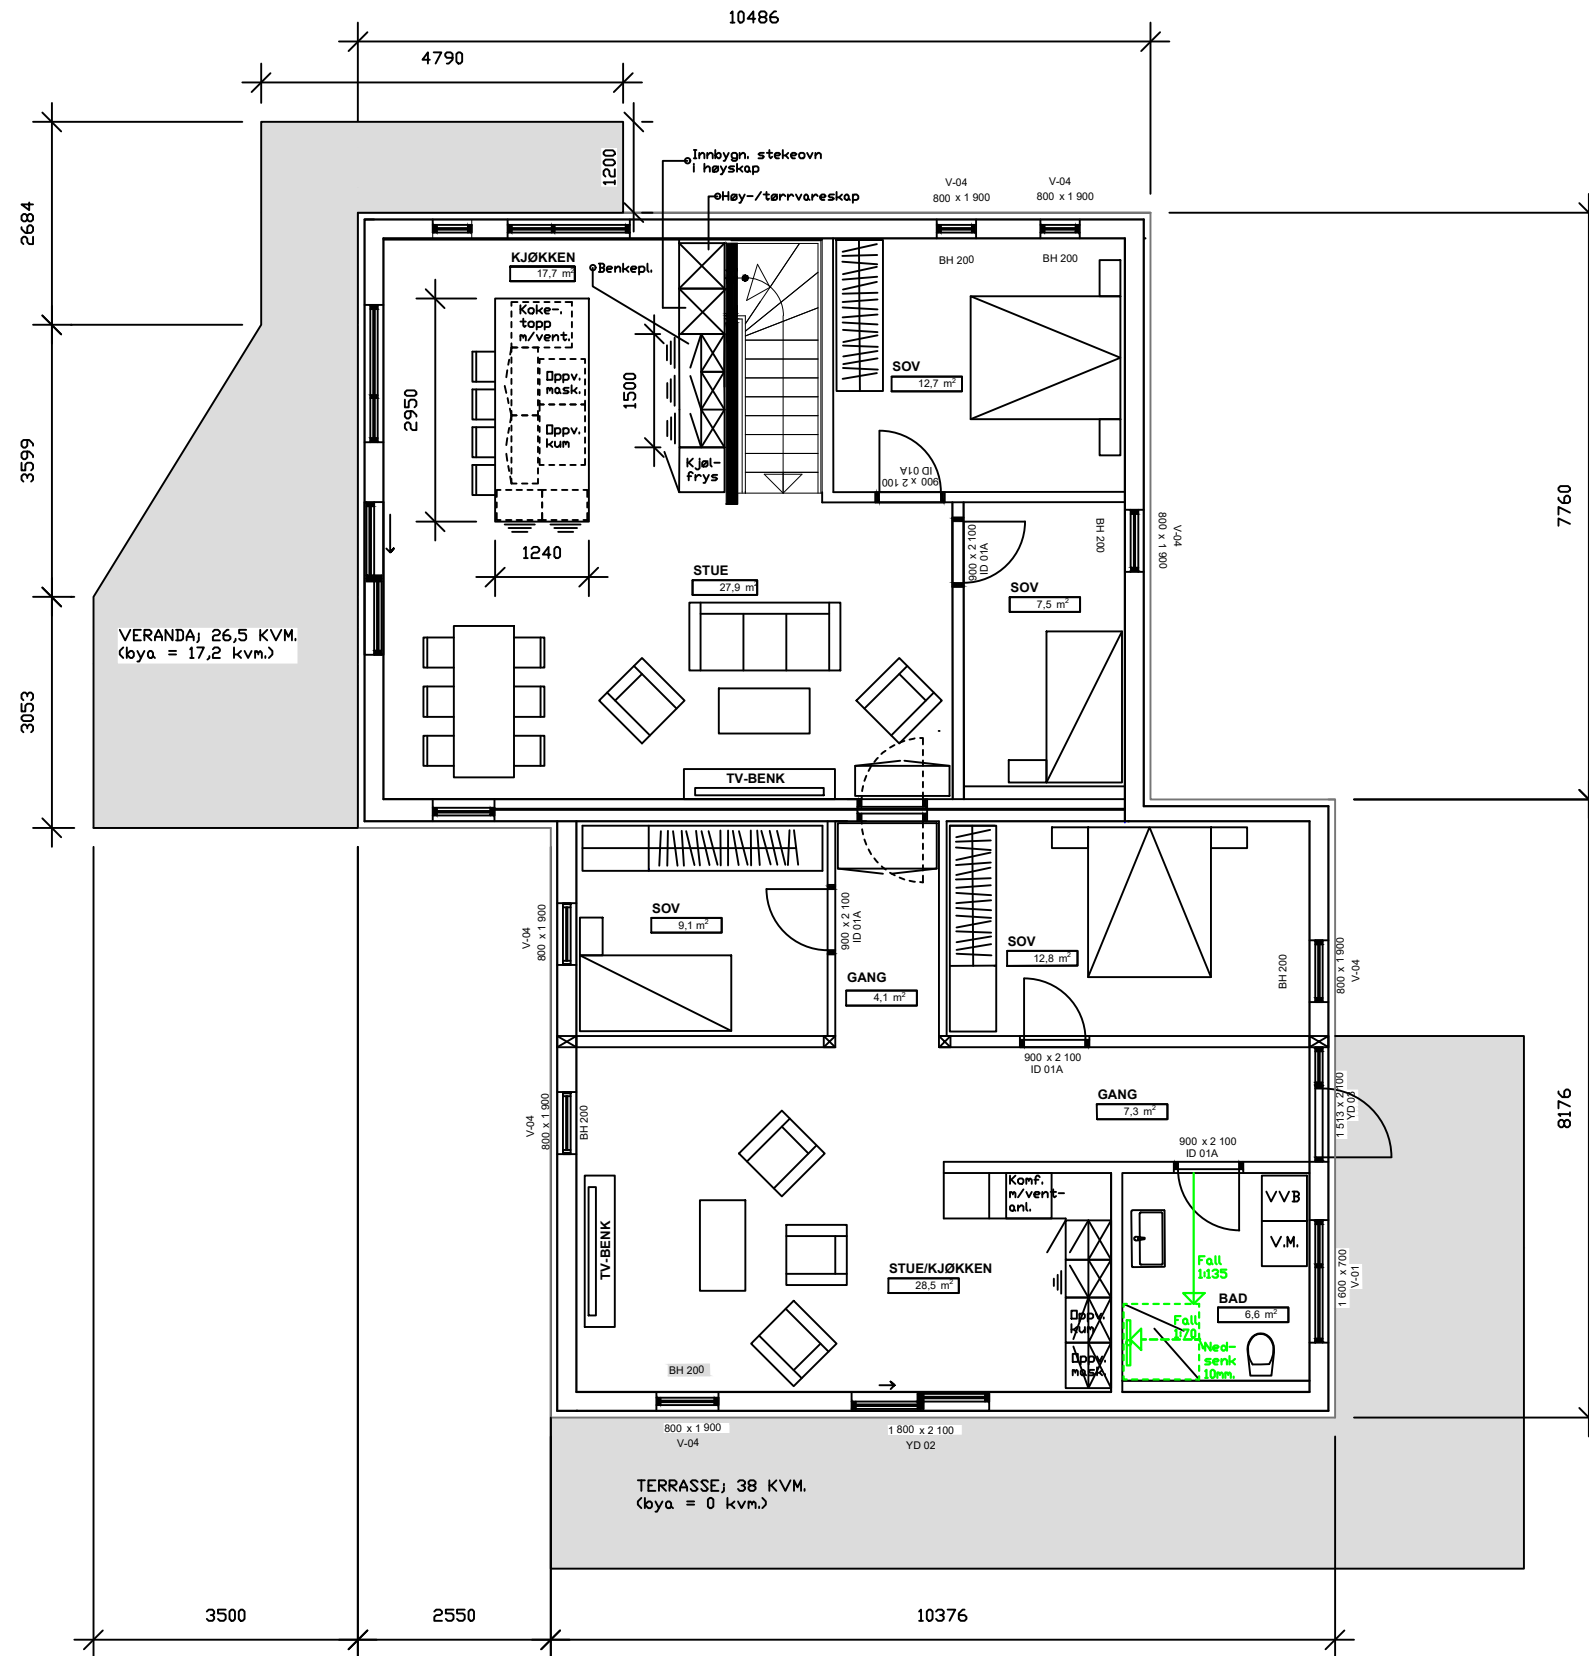 10486
4790
1200
Innbygn. stekeovn
i høyskap
Høy-/tørrvareskap
V-04
800 x 1 900
V-04
800 x 1 900
2684
KJØKKEN
17,7 m²
Benkepl.
BH 200
BH 200
Koke-
topp
m/vent.
Oppv.
mask.
Oppv.
kum
2950
1500
Kjøl-
frys
SOV
12,7 m²
900 x 2 100
ID 01A
3599
7760
1240
STUE
27,9 m²
900 x 2 100
ID 01A
BH 200
800 x 1 900
V-04
SOV
7,5 m²
VERANDA; 26,5 KVM.
(bya = 17,2 kvm.)
3053
TV-BENK
SOV
9,1 m²
V-04
800 x 1 900
900 x 2 100
ID 01A
SOV
12,8 m²
BH 200
800 x 1 900
V-04
GANG
4,1 m²
900 x 2 100
ID 01A
V-04
800 x 1 900
BH 200
GANG
7,3 m²
1 513 x 2 100
YD 03
8176
900 x 2 100
ID 01A
Komf.
m/vent-
anl.
VVB
V.M.
TV-BENK
STUE/KJØKKEN
28,5 m²
Fall
1:135
BAD
6,6 m²
1 600 x 700
V-01
Oppv.
kum
Fall
1:70
Ned-
senk
10mm.
Oppv.
mask
BH 200
800 x 1 900
V-04
1 800 x 2 100
YD 02
TERRASSE; 38 KVM.
(bya = 0 kvm.)
3500
2550
10376